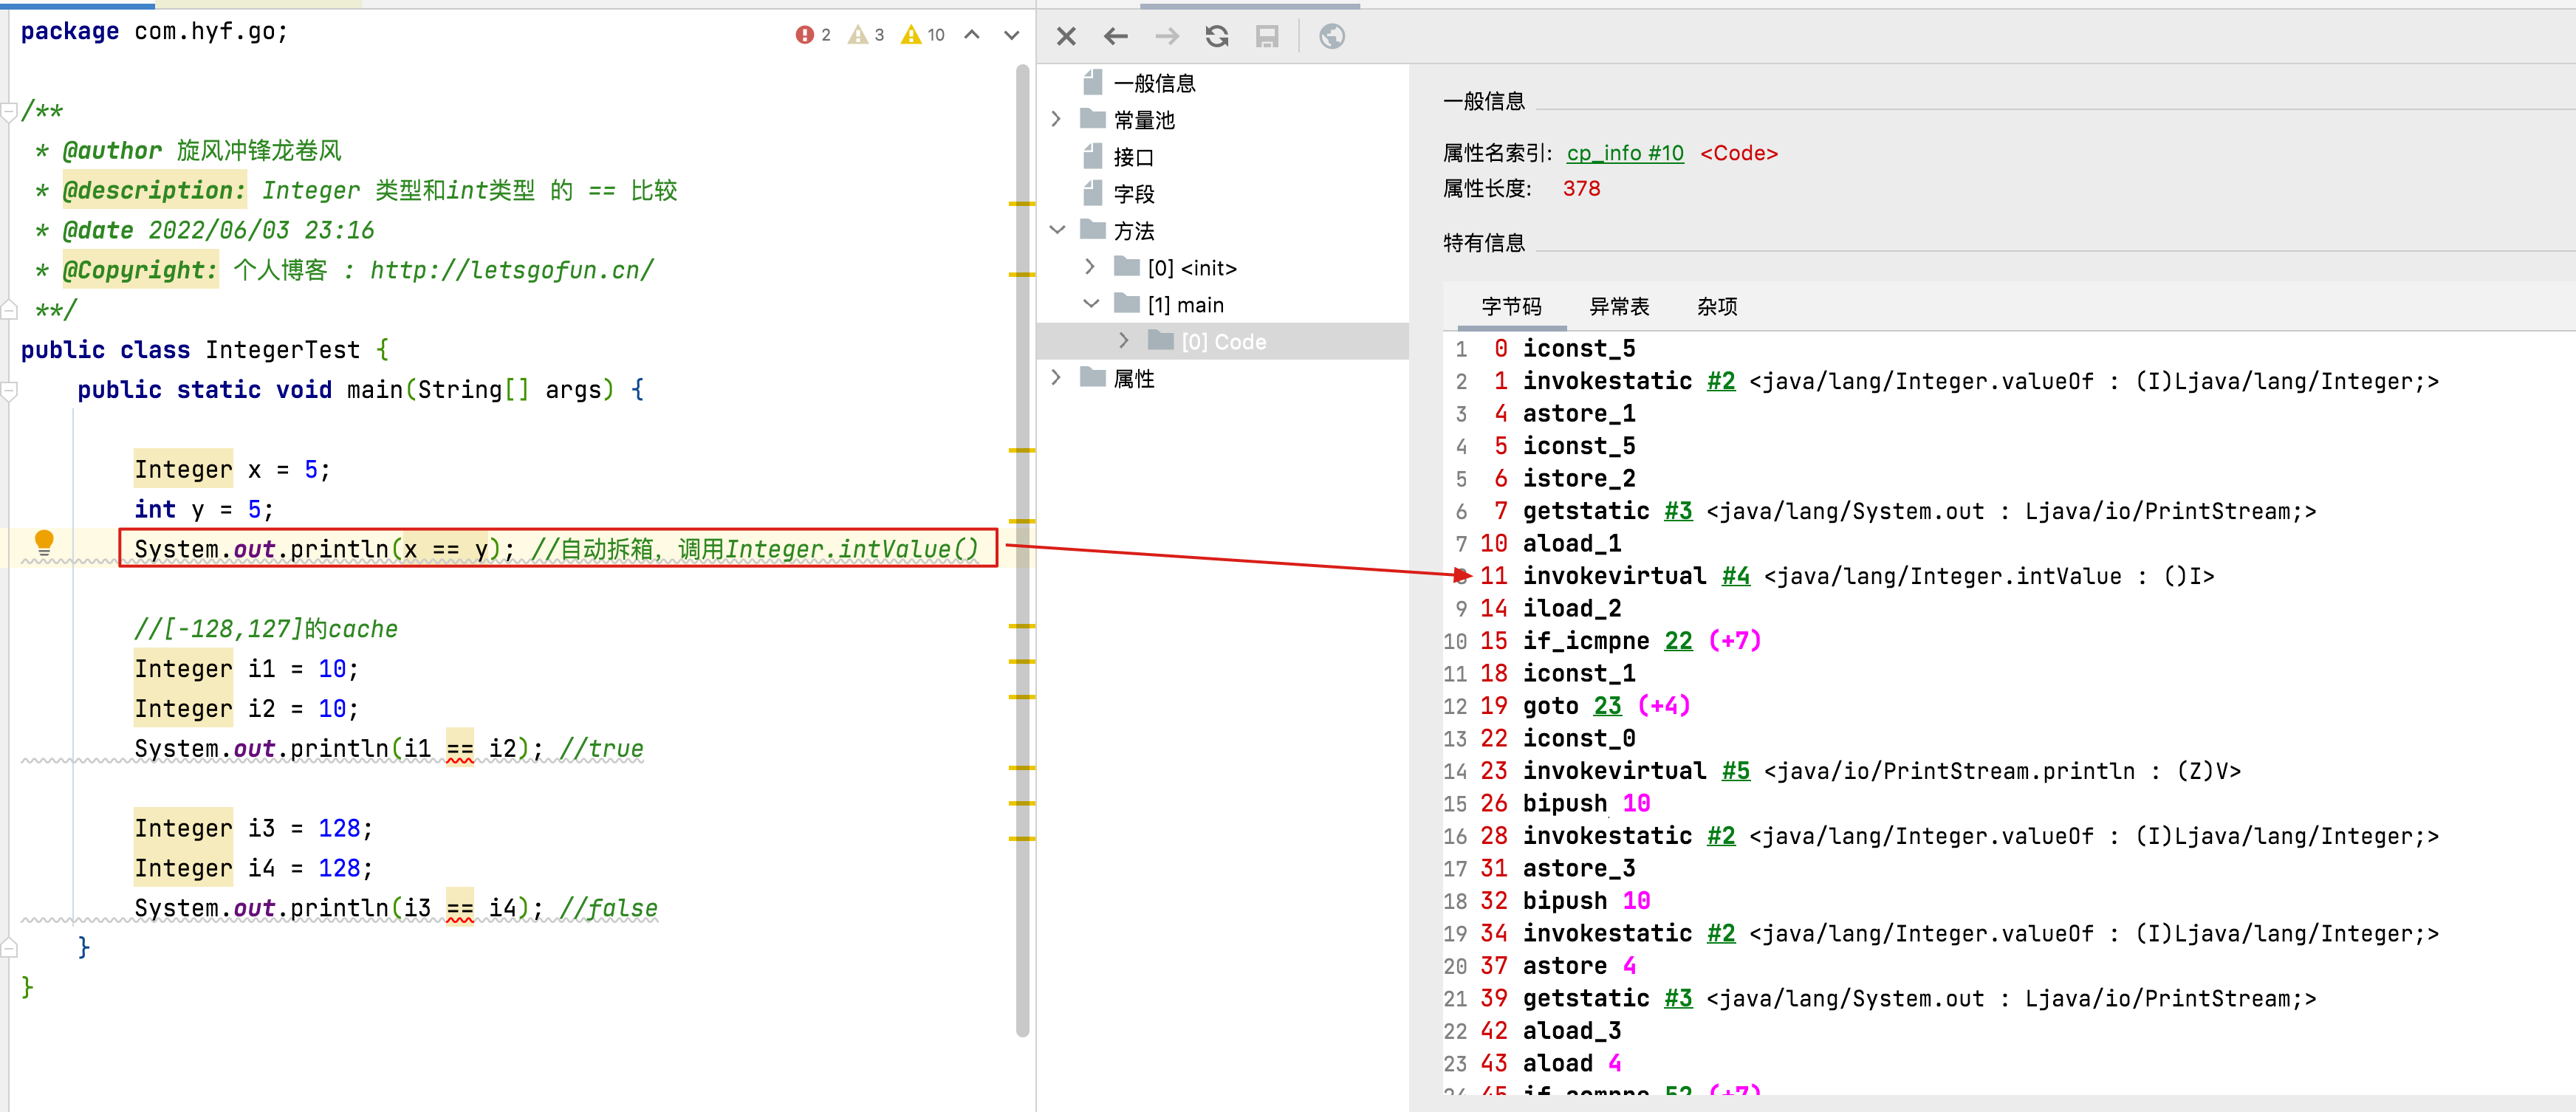 package com.hyf.go;
2 3 10
/**
* @author 旋风冲锋龙卷风
* @description: Integer 类型和int类型 的 == 比较
* @date 2022/06/03 23:16
* @Copyright: 个人博客 : http://letsgofun.cn/
**/
public class IntegerTest {
public static void main(String[] args) {
Integer x = 5;
int y = 5;
System.out.println(x == y); //自动拆箱，调用Integer.intValue()
//[-128,127]的cache
Integer i1 = 10;
Integer i2 = 10;
System.out.println(i1 == i2); //true
Integer i3 = 128;
Integer i4 = 128;
System.out.println(i3 == i4); //false
}
}
一般信息
常量池
接口
字段
方法
[0] <init>
[1] main
[0] Code
属性
一般信息
属性名索引: cp_info #10 <Code>
属性长度: 378
特有信息
字节码 异常表 杂项
1 0 iconst_5
2 1 invokestatic #2 <java/lang/Integer.valueOf : (I)Ljava/lang/Integer;>
3 4 astore_1
4 5 iconst_5
5 6 istore_2
6 7 getstatic #3 <java/lang/System.out : Ljava/io/PrintStream;>
7 10 aload_1
8 11 invokevirtual #4 <java/lang/Integer.intValue : ()I>
9 14 iload_2
10 15 if_icmpne 22 (+7)
11 18 iconst_1
12 19 goto 23 (+4)
13 22 iconst_0
14 23 invokevirtual #5 <java/io/PrintStream.println : (Z)V>
15 26 bipush 10
16 28 invokestatic #2 <java/lang/Integer.valueOf : (I)Ljava/lang/Integer;>
17 31 astore_3
18 32 bipush 10
19 34 invokestatic #2 <java/lang/Integer.valueOf : (I)Ljava/lang/Integer;>
20 37 astore 4
21 39 getstatic #3 <java/lang/System.out : Ljava/io/PrintStream;>
22 42 aload_3
23 43 aload 4
24 45 if_acmpne 52 (+7)